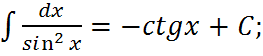 ∫ dx/sin² x = −ctgx + C;